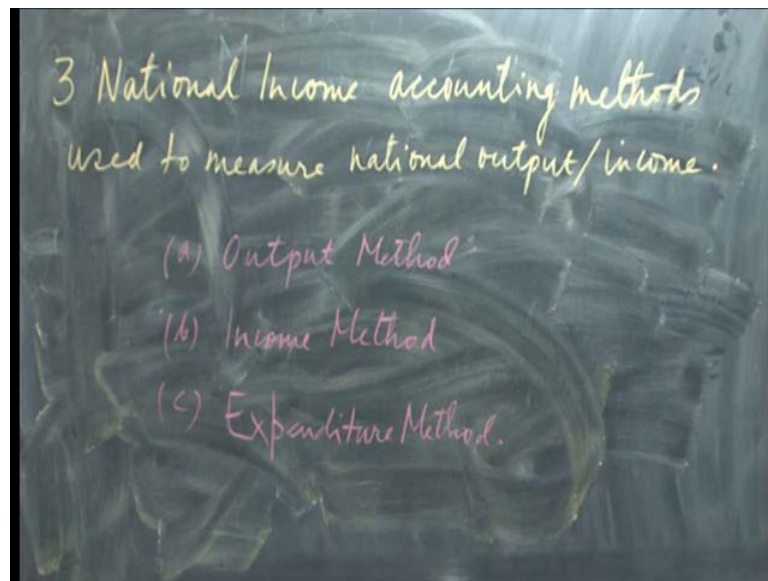 3 National Income accounting methods
used to measure national output/income.
(a) Output Method
(b) Income Method
(c) Expenditure Method.